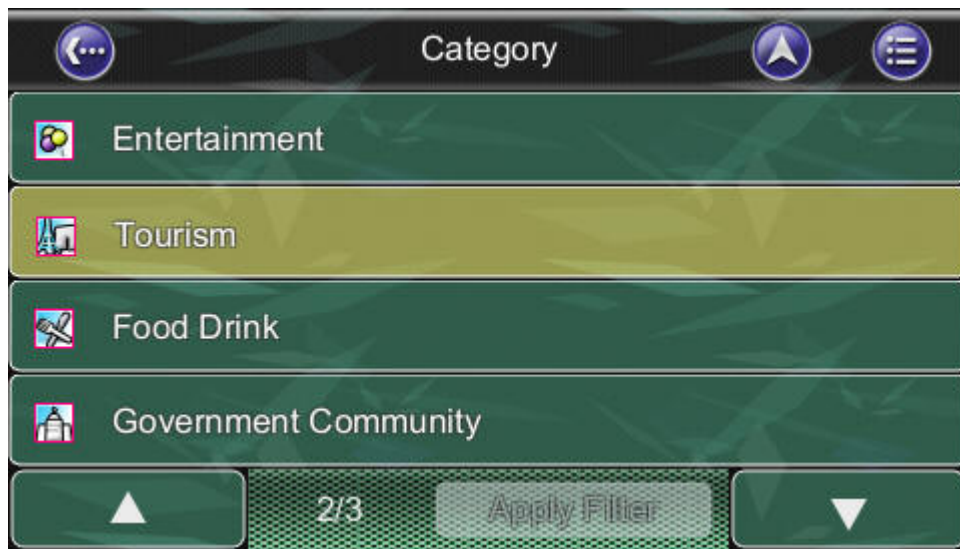 Category
Entertainment
Tourism
Food Drink
Government Community
2/3 Apply Filter